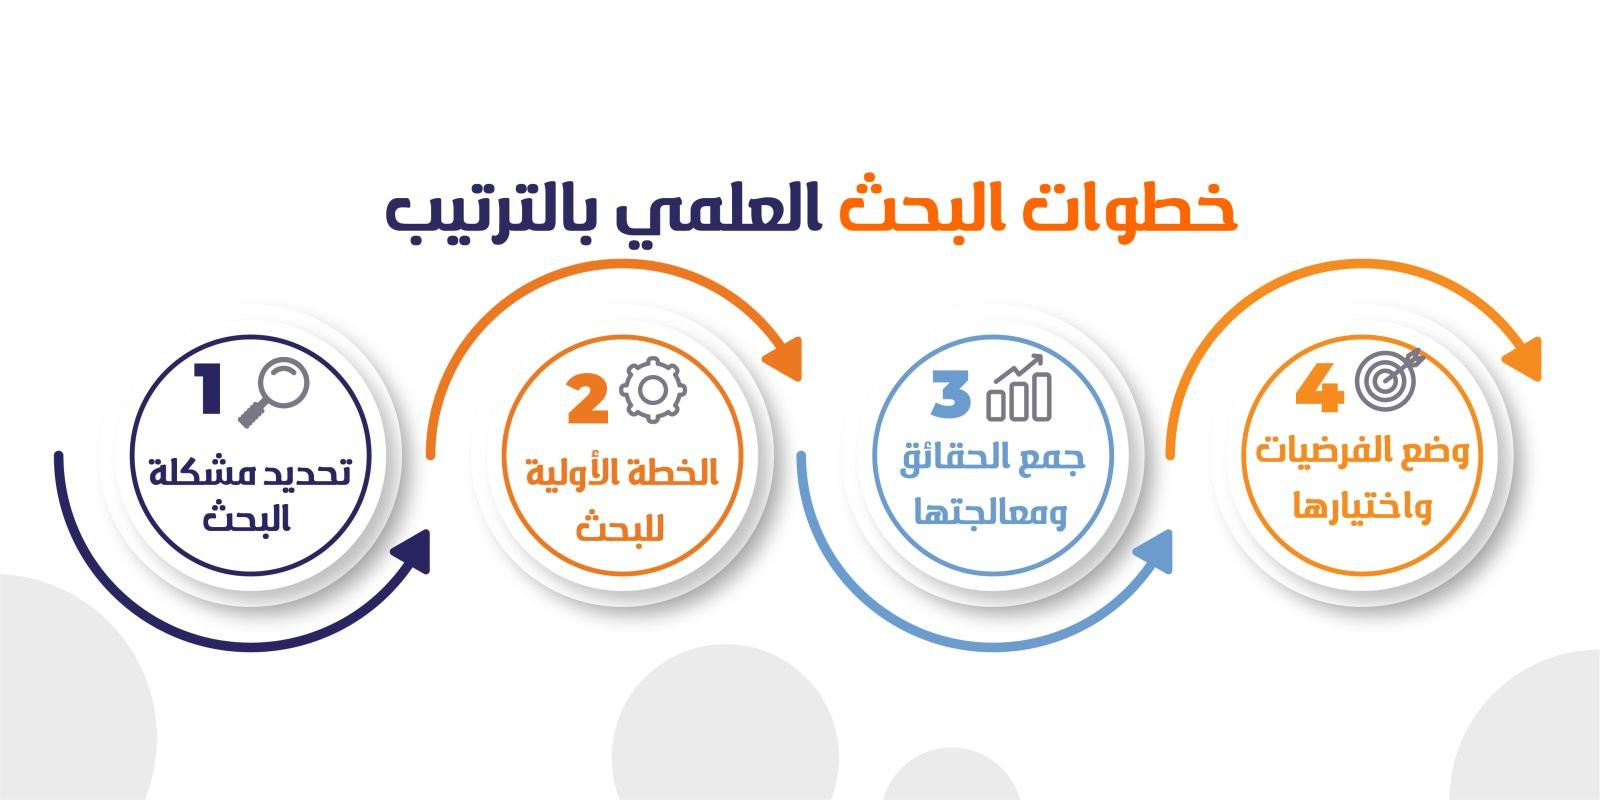 خطوات البحث العلمي بالترتيب
1
تحديد مشكلة
البحث
2
الخطة الأولية
للبحث
3
جمع الحقائق
ومعالجتها
4
وضع الفرضيات
واختيارها